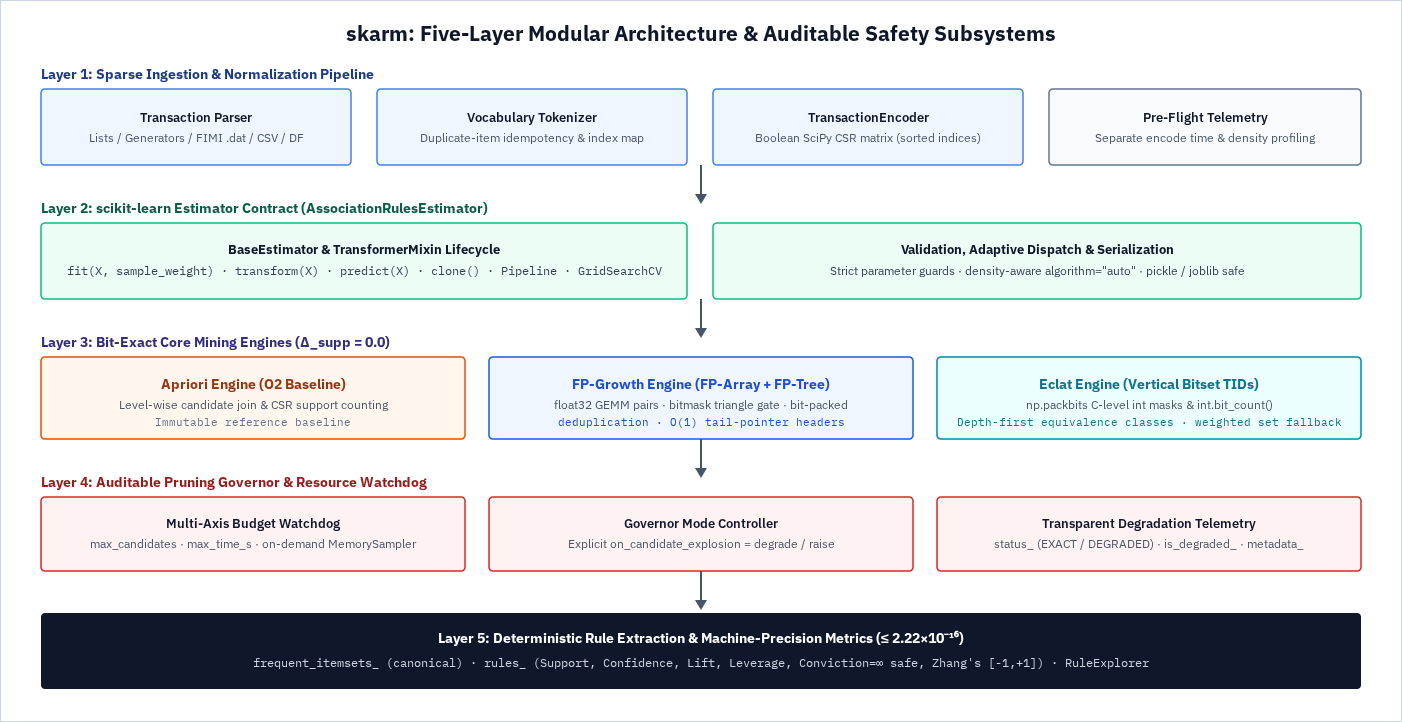 skarm: Five-Layer Modular Architecture & Auditable Safety Subsystems
Layer 1: Sparse Ingestion & Normalization Pipeline
Transaction Parser
Lists / Generators / FIMI .dat / CSV / DF
Vocabulary Tokenizer
Duplicate-item idempotency & index map
TransactionEncoder
Boolean SciPy CSR matrix (sorted indices)
Pre-Flight Telemetry
Separate encode time & density profiling
Layer 2: scikit-learn Estimator Contract (AssociationRulesEstimator)
BaseEstimator & TransformerMixin Lifecycle
fit(X, sample_weight) · transform(X) · predict(X) · clone() · Pipeline · GridSearchCV
Validation, Adaptive Dispatch & Serialization
Strict parameter guards · density-aware algorithm="auto" · pickle / joblib safe
Layer 3: Bit-Exact Core Mining Engines (Δ_supp = 0.0)
Apriori Engine (O2 Baseline)
Level-wise candidate join & CSR support counting
Immutable reference baseline
FP-Growth Engine (FP-Array + FP-Tree)
float32 GEMM pairs · bitmask triangle gate · bit-packed
deduplication · O(1) tail-pointer headers
Eclat Engine (Vertical Bitset TIDs)
np.packbits C-level int masks & int.bit_count()
Depth-first equivalence classes · weighted set fallback
Layer 4: Auditable Pruning Governor & Resource Watchdog
Multi-Axis Budget Watchdog
max_candidates · max_time_s · on-demand MemorySampler
Governor Mode Controller
Explicit on_candidate_explosion = degrade / raise
Transparent Degradation Telemetry
status_ (EXACT / DEGRADED) · is_degraded_ · metadata_
Layer 5: Deterministic Rule Extraction & Machine-Precision Metrics (≤ 2.22×10⁻¹⁶)
frequent_itemsets_ (canonical) · rules_ (Support, Confidence, Lift, Leverage, Conviction=∞ safe, Zhang's [-1,+1]) · RuleExplorer